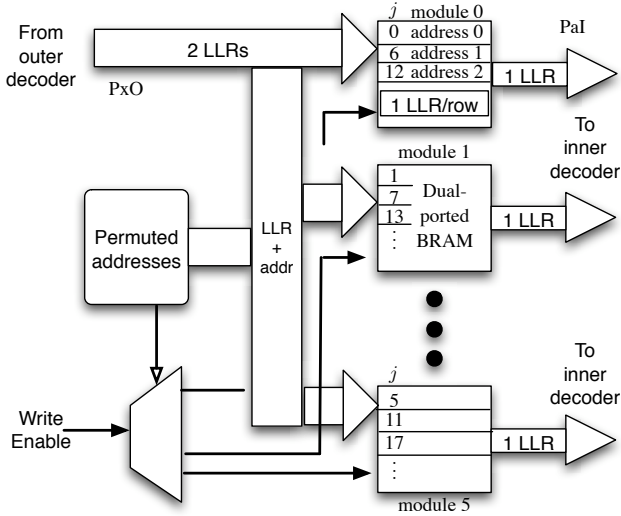 From
outer
decoder
2 LLRs
PxO
j module 0
0 address 0
6 address 1
12 address 2
1 LLR/row
PaI
1 LLR
To
inner
decoder
module 1
1
7
13
⋮
Dual-
ported
BRAM
1 LLR
Permuted
addresses
LLR
+
addr
Write
Enable
j
5
11
17
⋮
module 5
1 LLR
To
inner
decoder